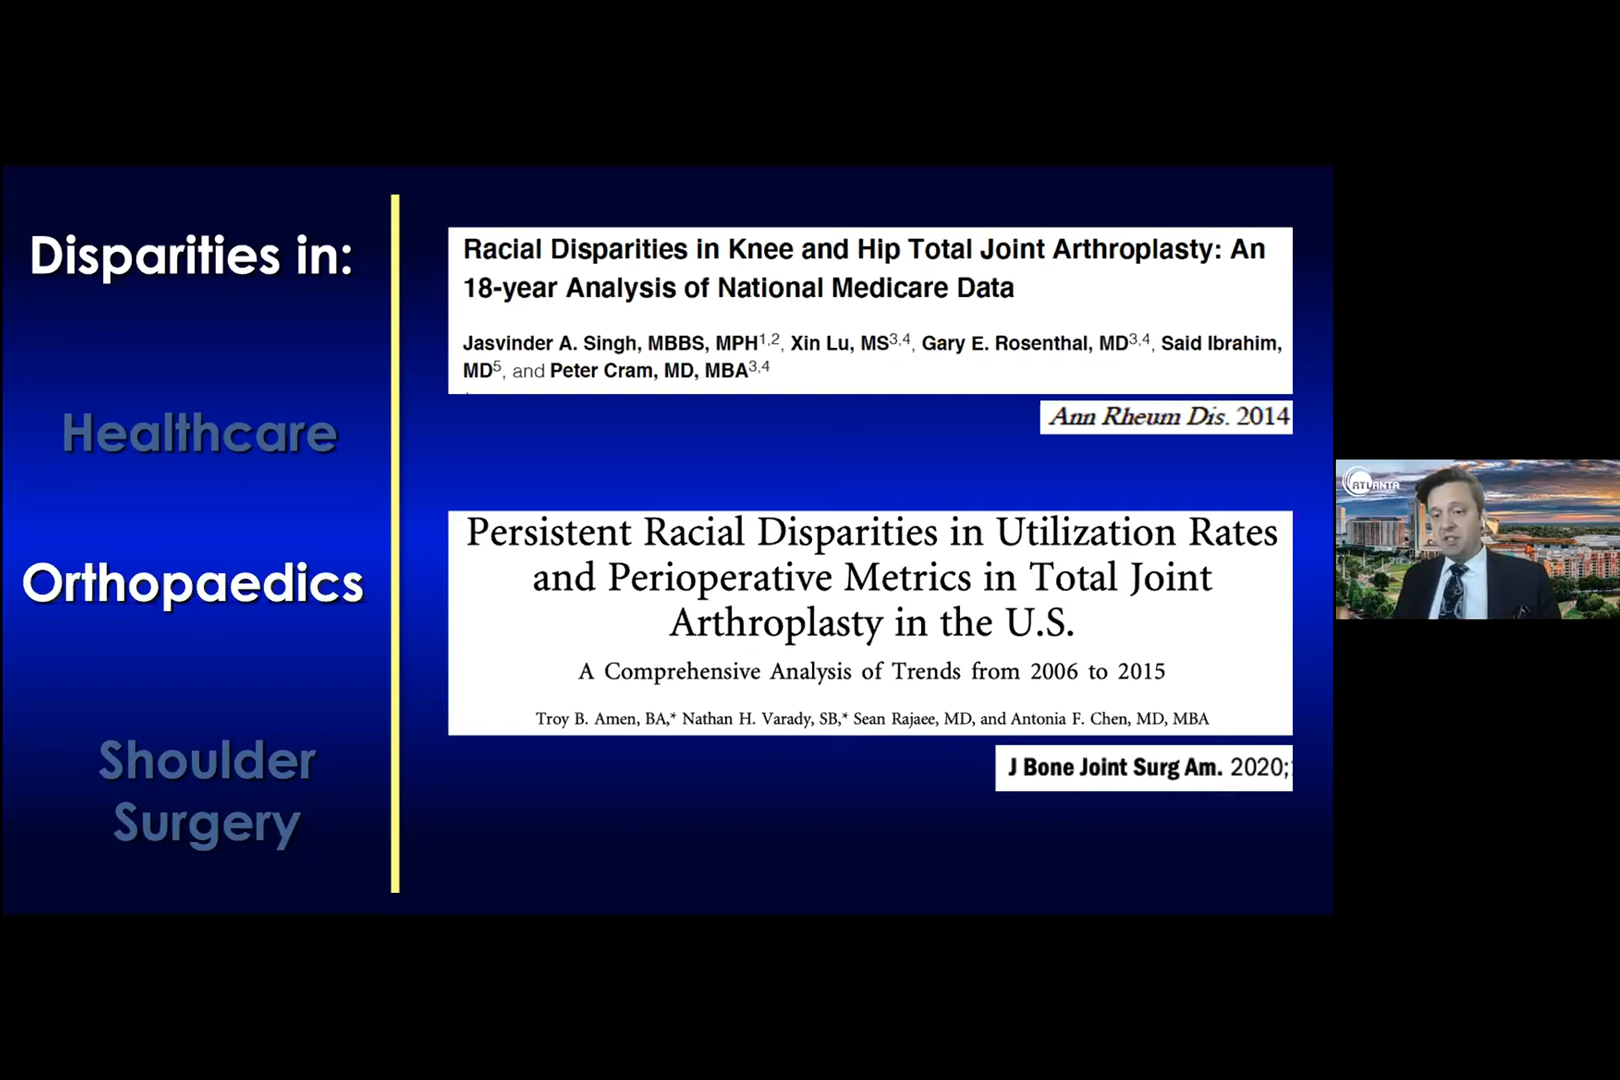 Disparities in:
Healthcare
Orthopaedics
Shoulder
Surgery
Racial Disparities in Knee and Hip Total Joint Arthroplasty: An
18-year Analysis of National Medicare Data
Jasvinder A. Singh, MBBS, MPH1,2, Xin Lu, MS3,4, Gary E. Rosenthal, MD3,4, Said Ibrahim,
MD5, and Peter Cram, MD, MBA3,4
Ann Rheum Dis. 2014
Persistent Racial Disparities in Utilization Rates
and Perioperative Metrics in Total Joint
Arthroplasty in the U.S.
A Comprehensive Analysis of Trends from 2006 to 2015
Troy B. Amen, BA,* Nathan H. Varady, SB,* Sean Rajaee, MD, and Antonia F. Chen, MD, MBA
J Bone Joint Surg Am. 2020;
ATLANTA